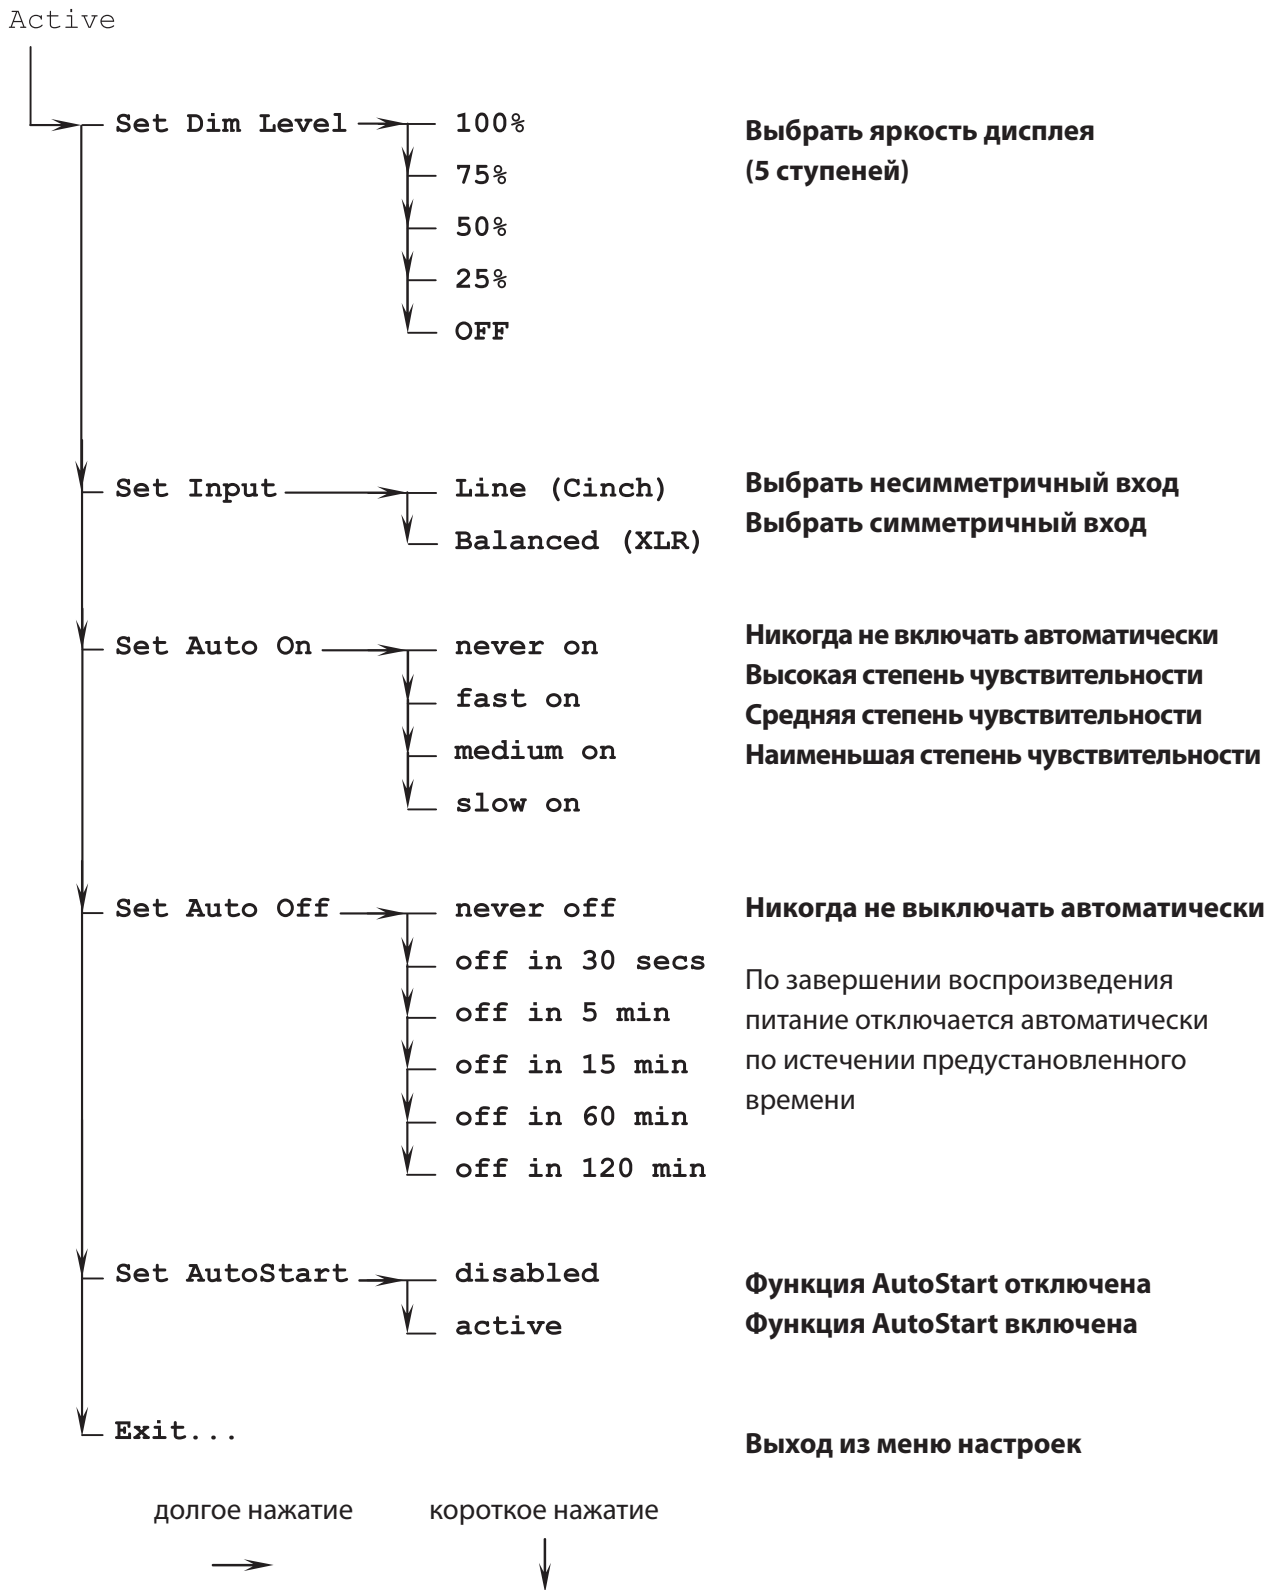 Active
Set Dim Level
100%
75%
50%
25%
OFF
Выбрать яркость дисплея
(5 ступеней)
Set Input
Line (Cinch)
Balanced (XLR)
Выбрать несимметричный вход
Выбрать симметричный вход
Set Auto On
never on
fast on
medium on
slow on
Никогда не включать автоматически
Высокая степень чувствительности
Средняя степень чувствительности
Наименьшая степень чувствительности
Set Auto Off
never off
off in 30 secs
off in 5 min
off in 15 min
off in 60 min
off in 120 min
Никогда не выключать автоматически
По завершении воспроизведения
питание отключается автоматически
по истечении предустановленного
времени
Set AutoStart
disabled
active
Функция AutoStart отключена
Функция AutoStart включена
Exit...
Выход из меню настроек
долгое нажатие
короткое нажатие